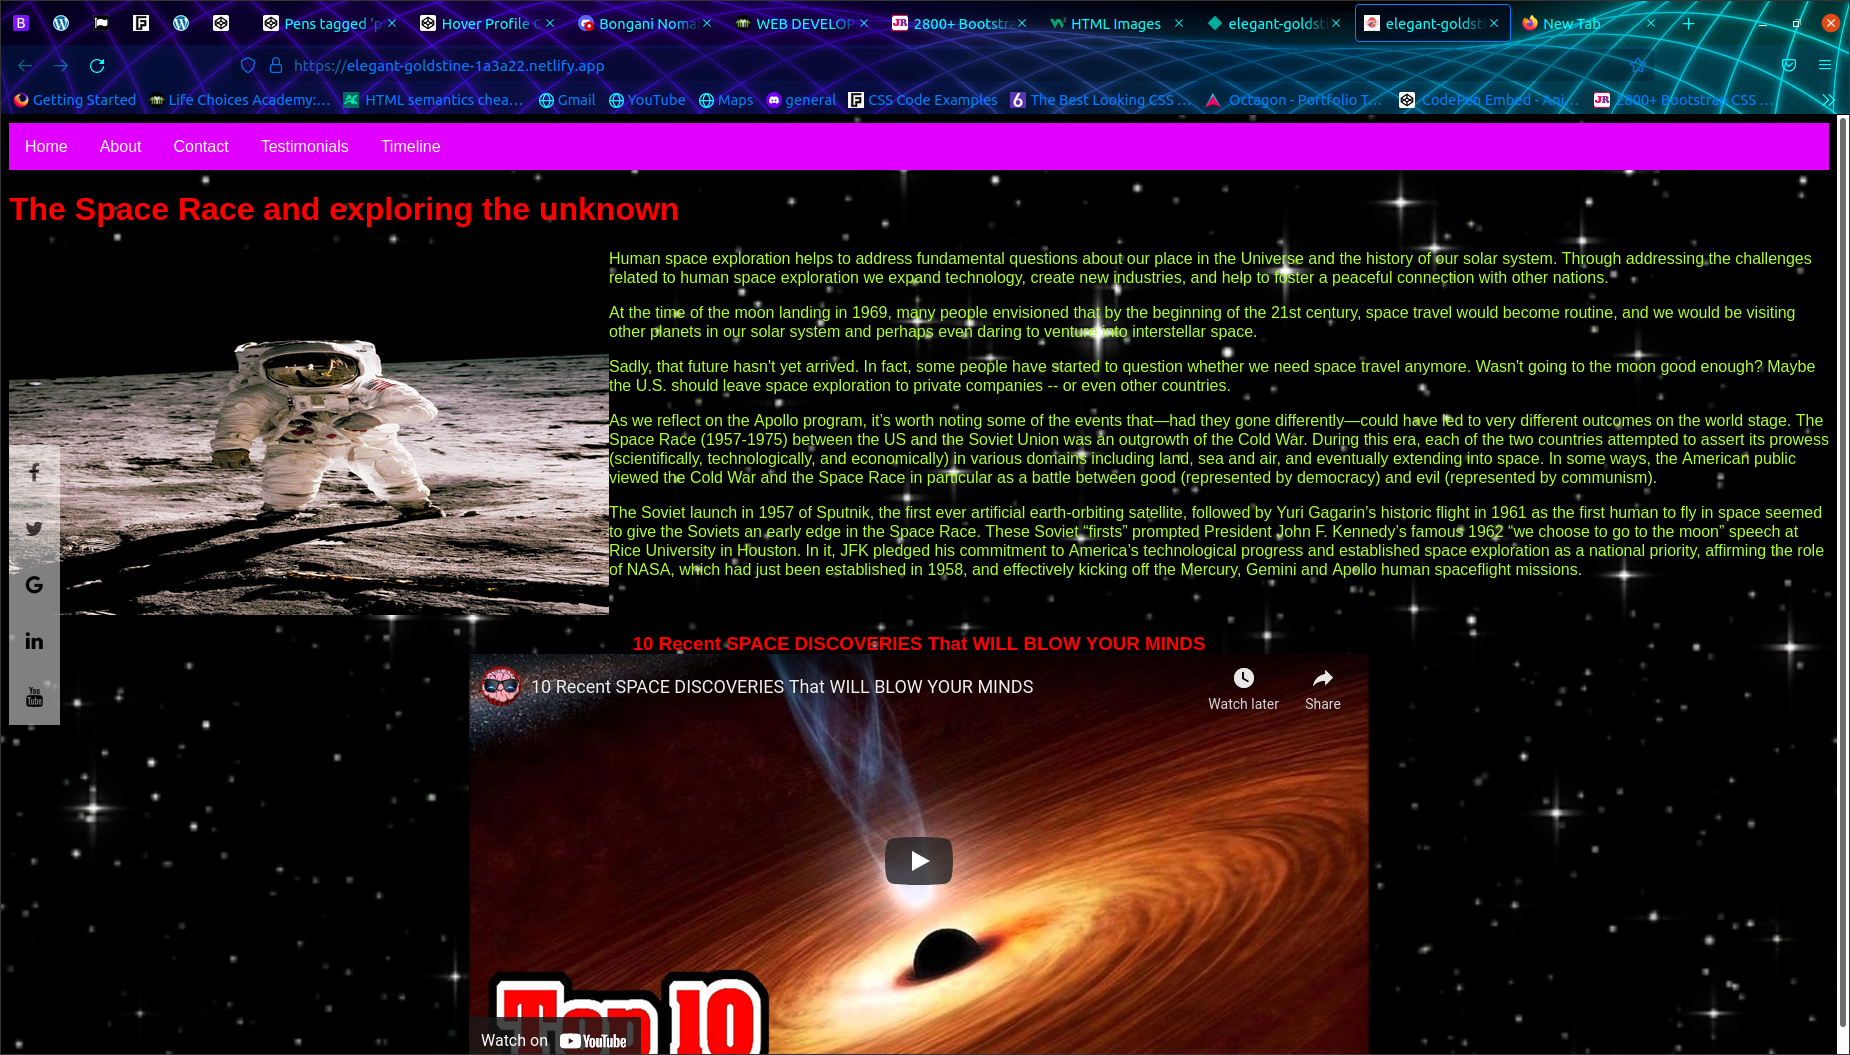 Pens tagged 'p
Hover Profile C
Bongani Noma
WEB DEVELOP
2800+ Bootstra
HTML Images
elegant-goldsti
elegant-goldsti
New Tab
https://elegant-goldstine-1a3a22.netlify.app
Getting Started
Life Choices Academy:…
HTML semantics chea…
Gmail
YouTube
Maps
general
CSS Code Examples
The Best Looking CSS …
Octagon - Portfolio T…
CodePen Embed - Ani…
2800+ Bootstrap CSS …
Home About Contact Testimonials Timeline
The Space Race and exploring the unknown
Human space exploration helps to address fundamental questions about our place in the Universe and the history of our solar system. Through addressing the challenges
related to human space exploration we expand technology, create new industries, and help to foster a peaceful connection with other nations.
At the time of the moon landing in 1969, many people envisioned that by the beginning of the 21st century, space travel would become routine, and we would be visiting
other planets in our solar system and perhaps even daring to venture into interstellar space.
Sadly, that future hasn't yet arrived. In fact, some people have started to question whether we need space travel anymore. Wasn't going to the moon good enough? Maybe
the U.S. should leave space exploration to private companies -- or even other countries.
As we reflect on the Apollo program, it’s worth noting some of the events that—had they gone differently—could have led to very different outcomes on the world stage. The
Space Race (1957-1975) between the US and the Soviet Union was an outgrowth of the Cold War. During this era, each of the two countries attempted to assert its prowess
(scientifically, technologically, and economically) in various domains including land, sea and air, and eventually extending into space. In some ways, the American public
viewed the Cold War and the Space Race in particular as a battle between good (represented by democracy) and evil (represented by communism).
The Soviet launch in 1957 of Sputnik, the first ever artificial earth-orbiting satellite, followed by Yuri Gagarin’s historic flight in 1961 as the first human to fly in space seemed
to give the Soviets an early edge in the Space Race. These Soviet “firsts” prompted President John F. Kennedy’s famous 1962 “we choose to go to the moon” speech at
Rice University in Houston. In it, JFK pledged his commitment to America’s technological progress and established space exploration as a national priority, affirming the role
of NASA, which had just been established in 1958, and effectively kicking off the Mercury, Gemini and Apollo human spaceflight missions.
10 Recent SPACE DISCOVERIES That WILL BLOW YOUR MINDS
10 Recent SPACE DISCOVERIES That WILL BLOW YOUR MINDS
Watch later
Share
Top 10
Watch on YouTube